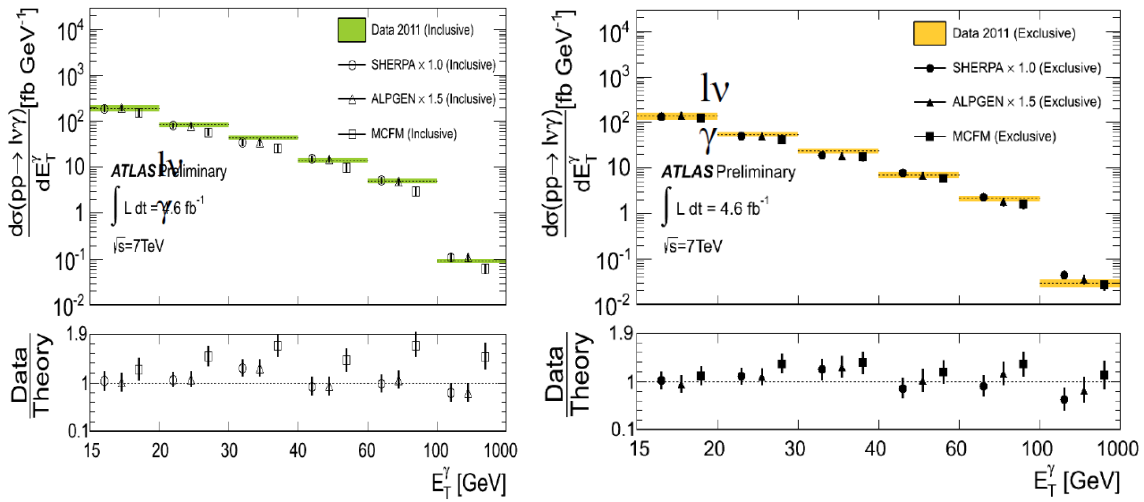 dσ(pp→ lνγ)
dE_T^γ [fb GeV⁻¹]
10⁴
10³
10²
10
1
10⁻¹
10⁻²
Data 2011 (Inclusive)
SHERPA × 1.0 (Inclusive)
ALPGEN × 1.5 (Inclusive)
MCFM (Inclusive)
lν
γ
ATLAS Preliminary
∫ L dt = 4.6 fb⁻¹
√s=7TeV
Data
Theory
1.9
1
0.1
15 20 30 40 60 100 1000
E_T^γ [GeV]
dσ(pp→ lνγ)
dE_T^γ [fb GeV⁻¹]
10⁴
10³
10²
10
1
10⁻¹
10⁻²
Data 2011 (Exclusive)
SHERPA × 1.0 (Exclusive)
ALPGEN × 1.5 (Exclusive)
MCFM (Exclusive)
lν
γ
ATLAS Preliminary
∫ L dt = 4.6 fb⁻¹
√s=7TeV
Data
Theory
1.9
1
0.1
15 20 30 40 60 100 1000
E_T^γ [GeV]